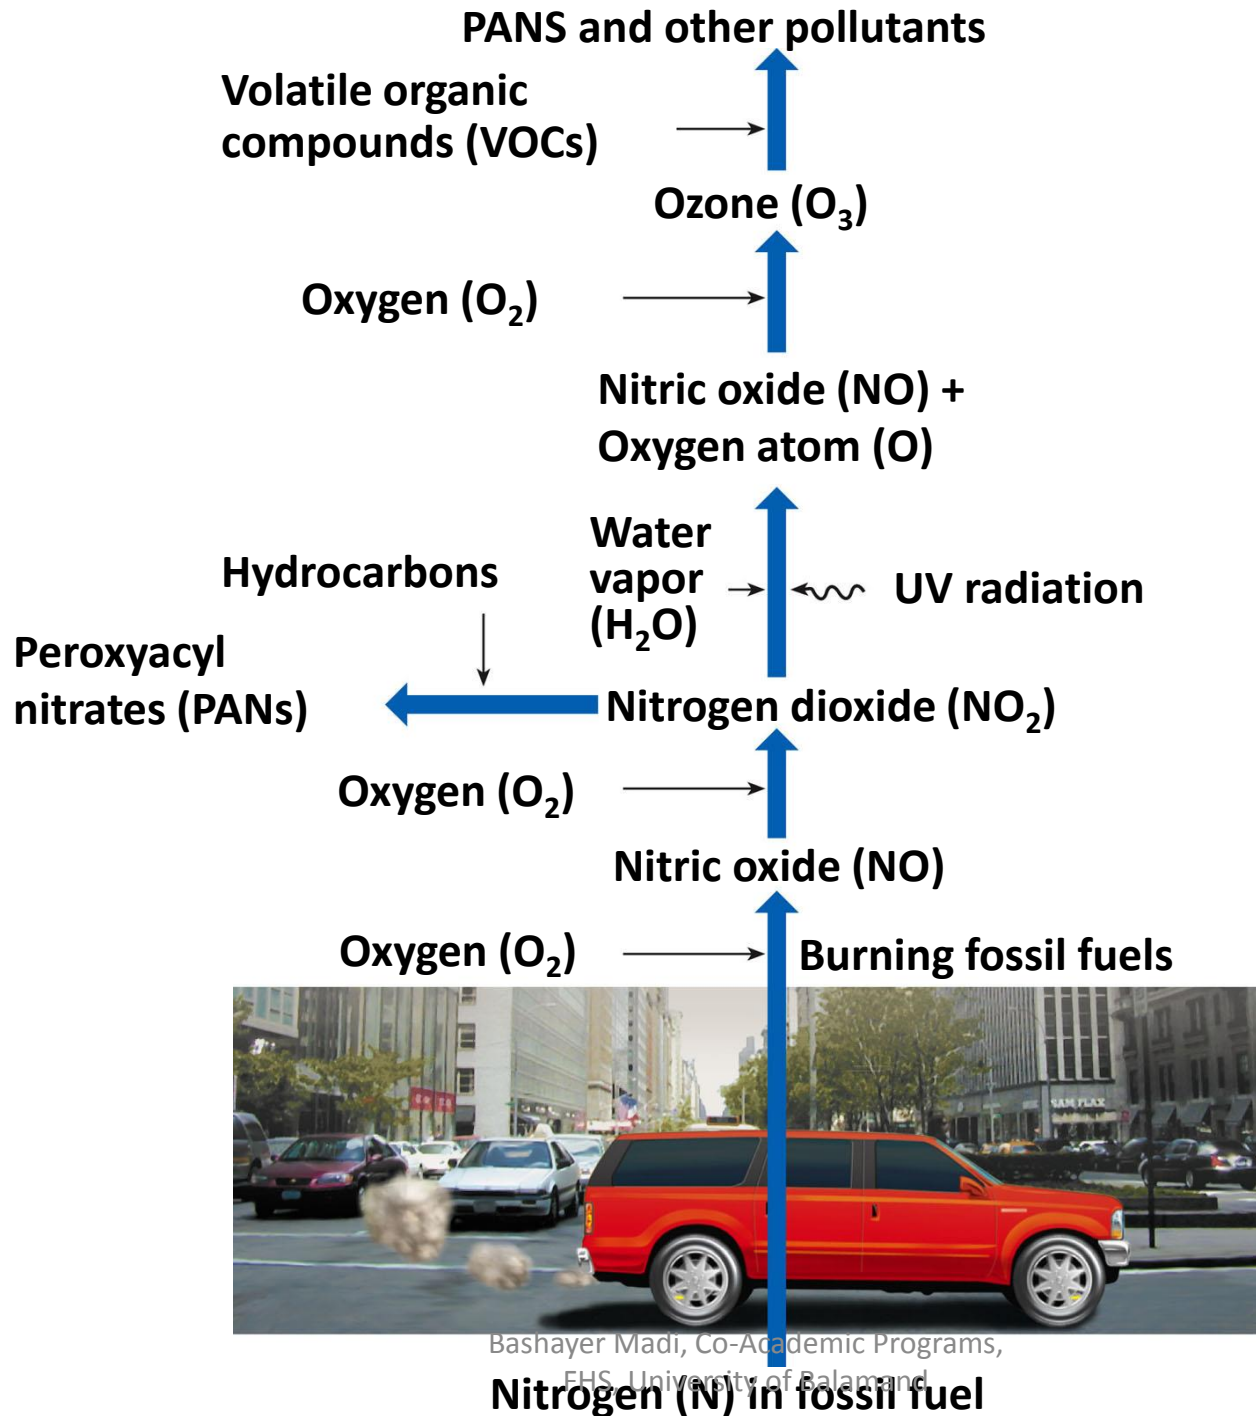 PANS and other pollutants
Volatile organic
compounds (VOCs)
Ozone (O₃)
Oxygen (O₂)
Nitric oxide (NO) +
Oxygen atom (O)
Water
vapor
(H₂O)
UV radiation
Hydrocarbons
Peroxyacyl
nitrates (PANs)
Nitrogen dioxide (NO₂)
Oxygen (O₂)
Nitric oxide (NO)
Oxygen (O₂)
Burning fossil fuels
SAM FLAX
Bashayer Madi, Co-Academic Programs,
FHS, University of Balamand
Nitrogen (N) in fossil fuel